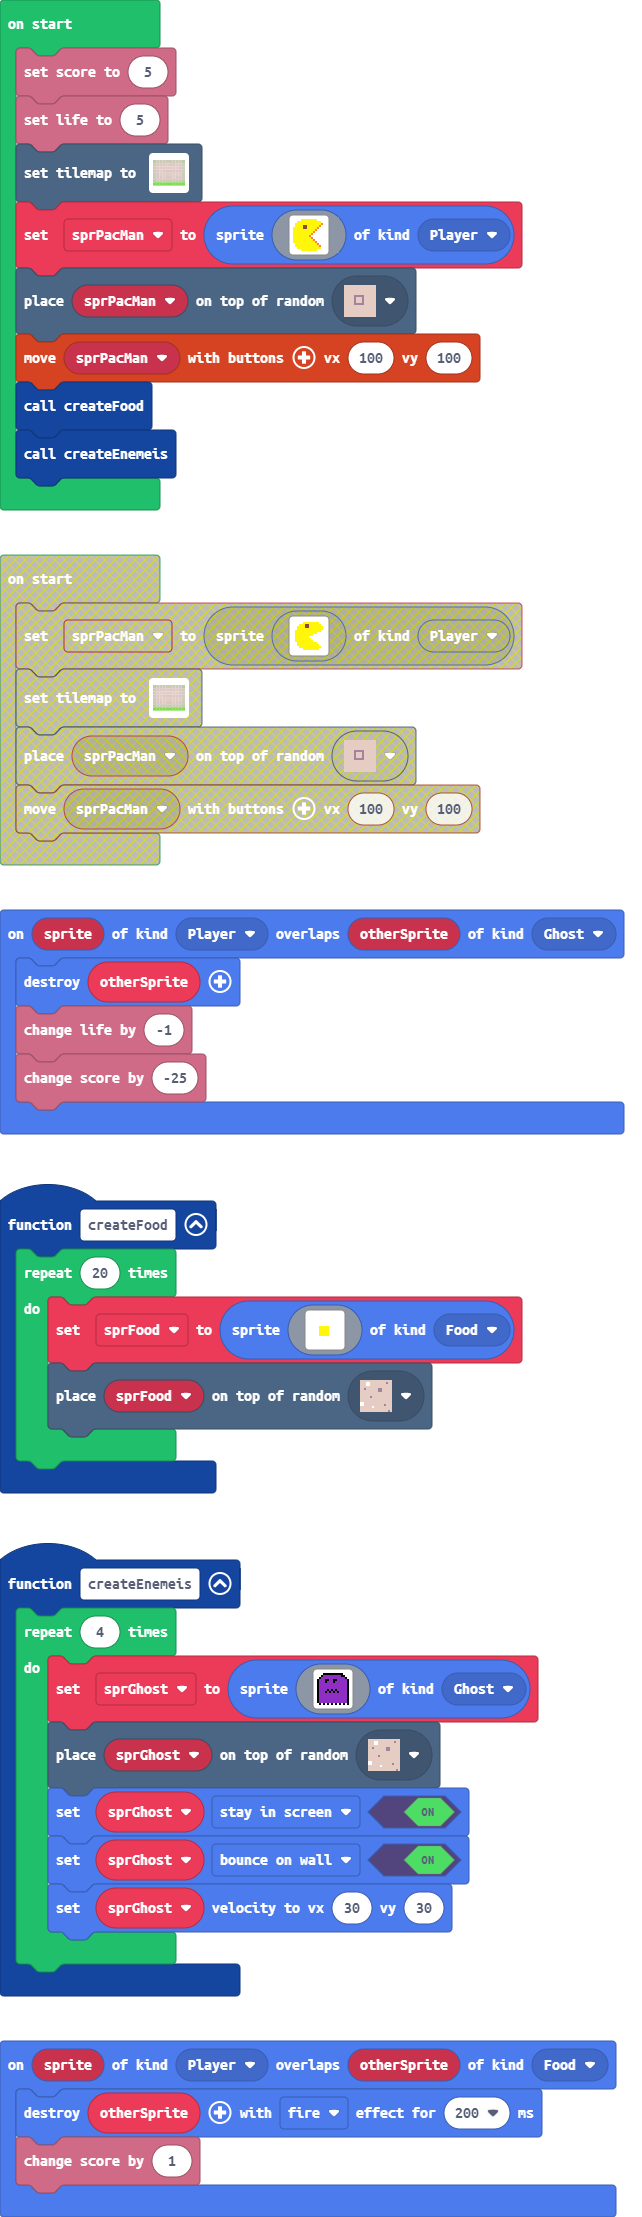 on start
set score to 5
set life to 5
set tilemap to
set sprPacMan to sprite of kind Player
place sprPacMan on top of random
move sprPacMan with buttons vx 100 vy 100
call createFood
call createEnemeis
on start
set sprPacMan to sprite of kind Player
set tilemap to
place sprPacMan on top of random
move sprPacMan with buttons vx 100 vy 100
on sprite of kind Player overlaps otherSprite of kind Ghost
destroy otherSprite
change life by -1
change score by -25
function createFood
repeat 20 times
do
set sprFood to sprite of kind Food
place sprFood on top of random
function createEnemeis
repeat 4 times
do
set sprGhost to sprite of kind Ghost
place sprGhost on top of random
set sprGhost stay in screen ON
set sprGhost bounce on wall ON
set sprGhost velocity to vx 30 vy 30
on sprite of kind Player overlaps otherSprite of kind Food
destroy otherSprite with fire effect for 200 ms
change score by 1